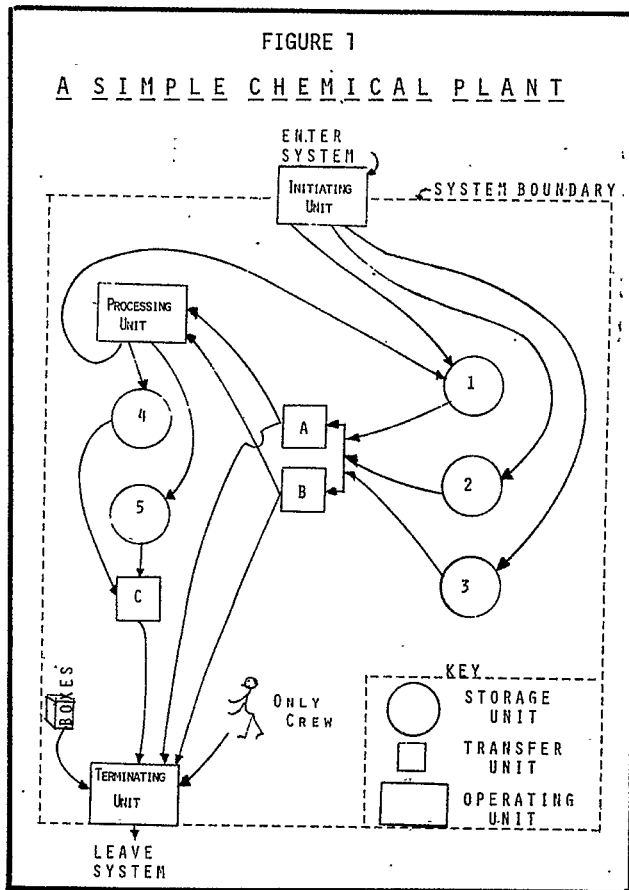 FIGURE 1
A SIMPLE CHEMICAL PLANT
ENTER
SYSTEM
INITIATING
UNIT
SYSTEM BOUNDARY
PROCESSING
UNIT
1
4
A
2
B
5
3
C
KEY
BOXES
ONLY
CREW
STORAGE
UNIT
TRANSFER
UNIT
TERMINATING
UNIT
OPERATING
UNIT
LEAVE
SYSTEM